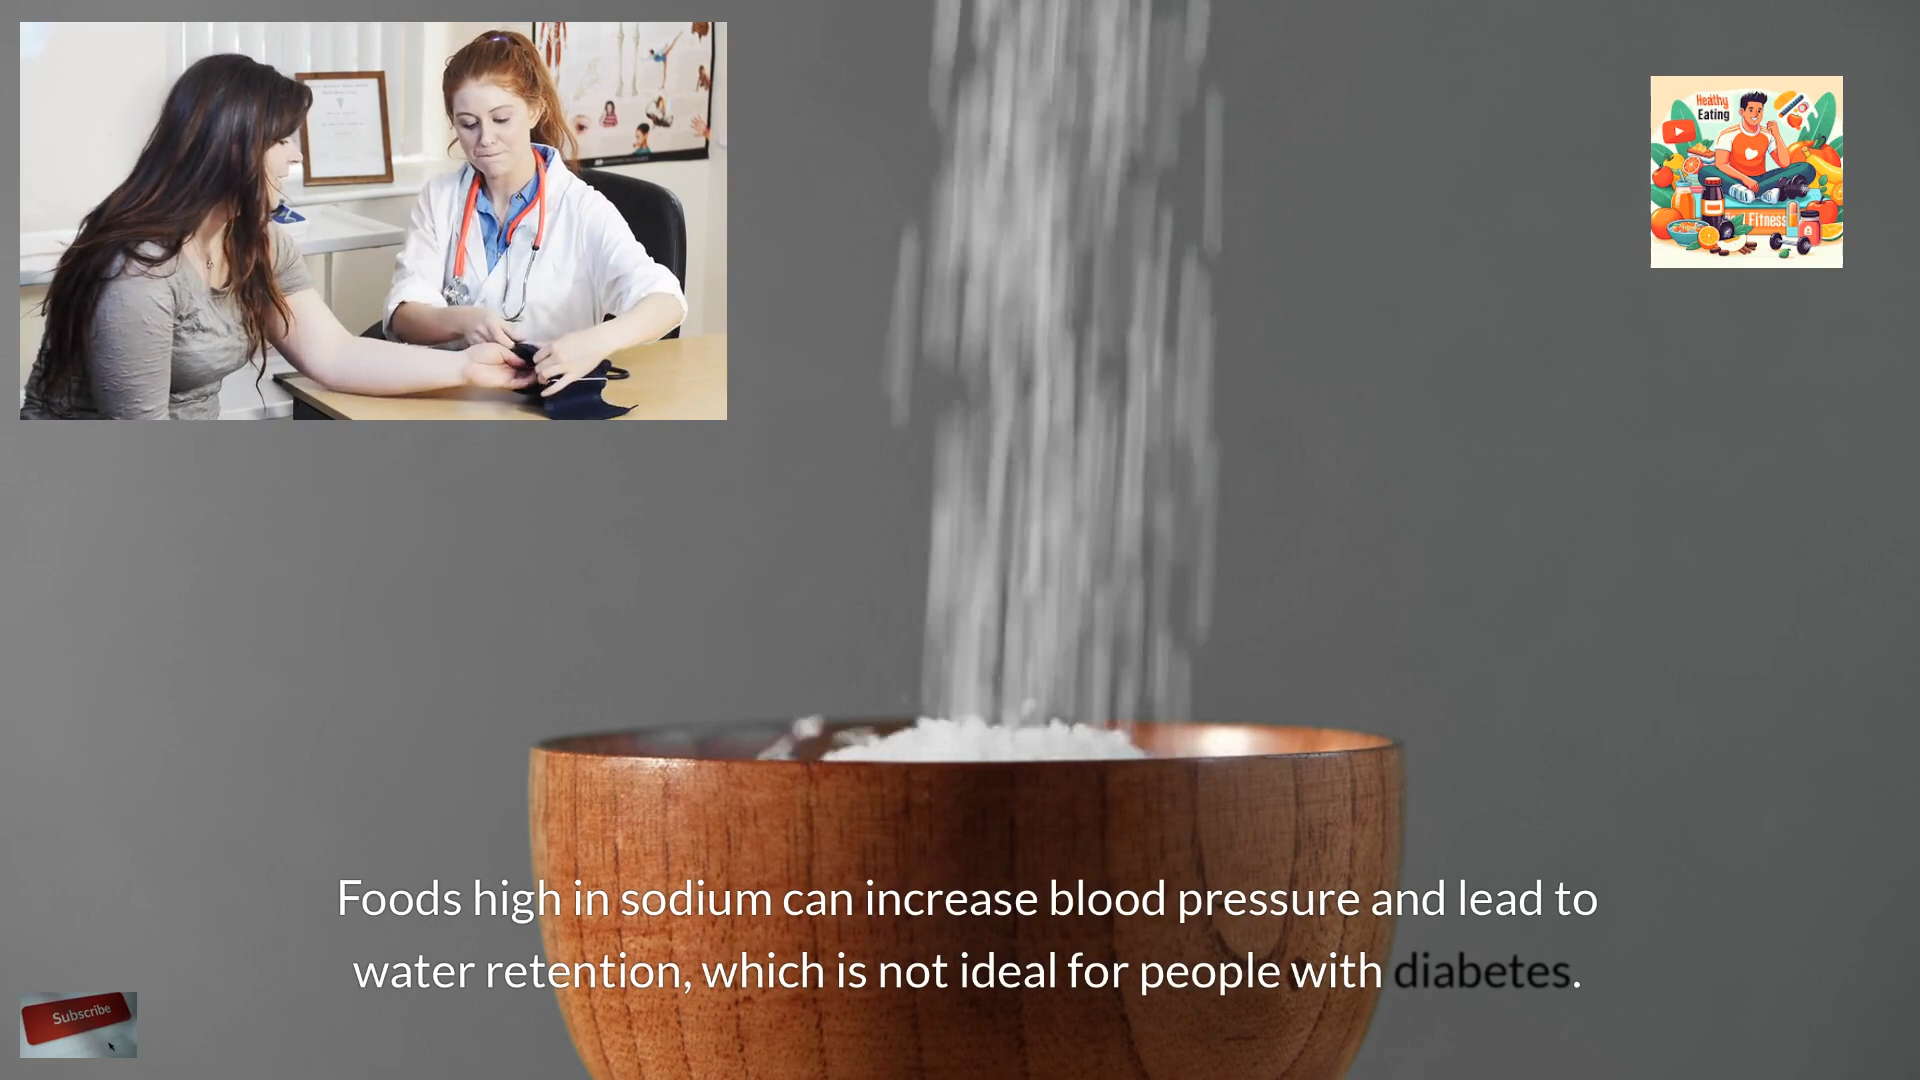 Healthy
Eating
Fitness
Foods high in sodium can increase blood pressure and lead to
water retention, which is not ideal for people with diabetes.
Subscribe